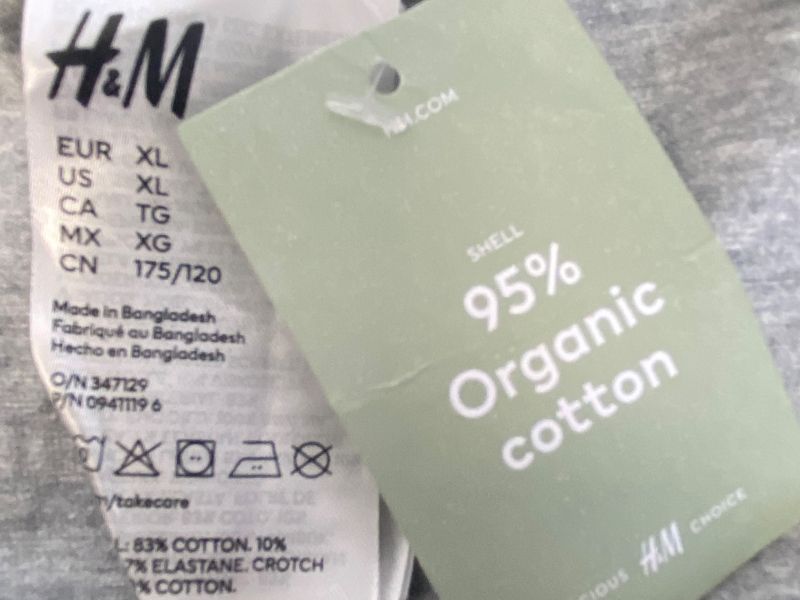 H&M
EUR XL
US XL
CA TG
MX XG
CN 175/120
Made in Bangladesh
Fabriqué au Bangladesh
Hecho en Bangladesh
O/N 347129
P/N 0941119 6
/takecare
83% COTTON. 10%
7% ELASTANE. CROTCH
% COTTON.
.COM
SHELL
95%
Organic
cotton
H&M CHOICE